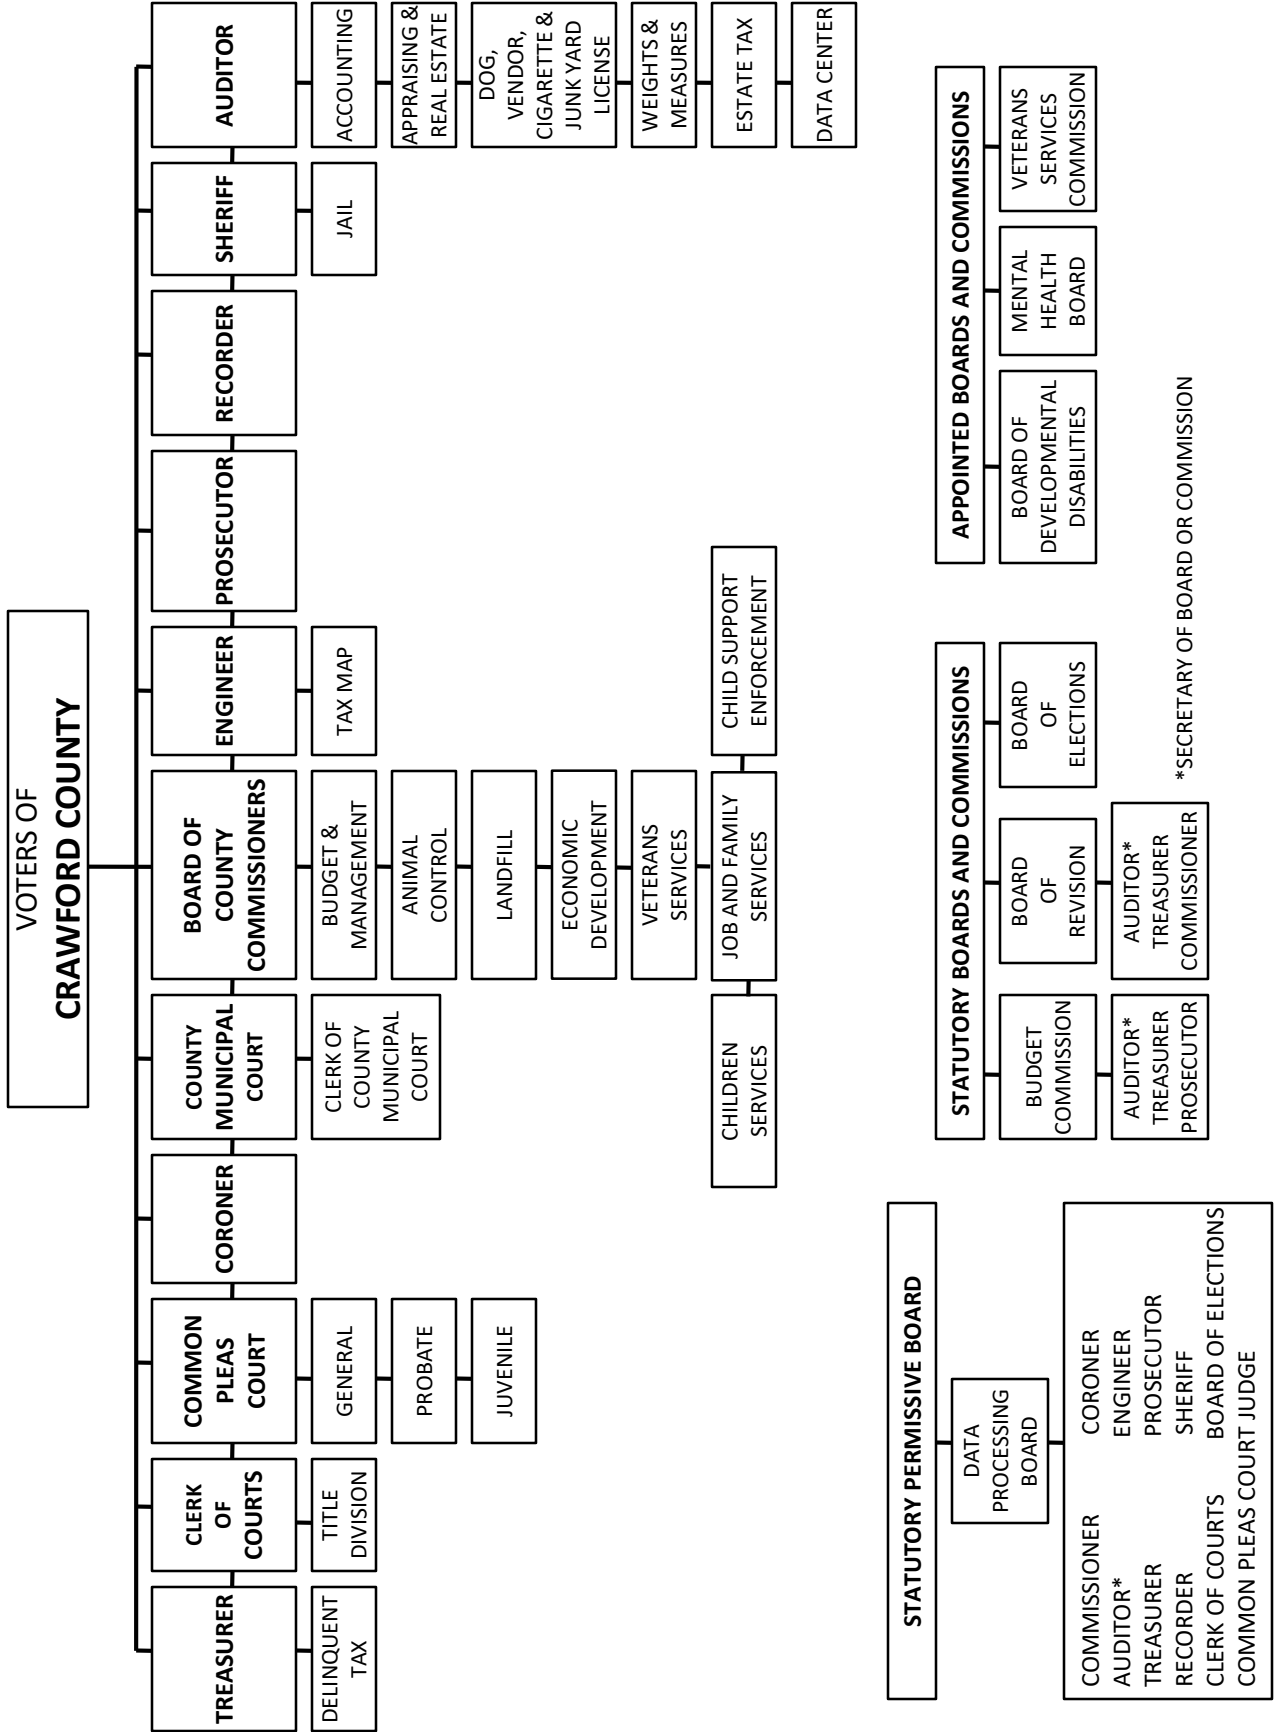 VOTERS OF
CRAWFORD COUNTY
TREASURER
DELINQUENT
TAX
CLERK
OF
COURTS
TITLE
DIVISION
COMMON
PLEAS
COURT
GENERAL
PROBATE
JUVENILE
CORONER
COUNTY
MUNICIPAL
COURT
CLERK OF
COUNTY
MUNICIPAL
COURT
BOARD OF
COUNTY
COMMISSIONERS
BUDGET &
MANAGEMENT
ANIMAL
CONTROL
LANDFILL
ECONOMIC
DEVELOPMENT
VETERANS
SERVICES
CHILDREN
SERVICES
JOB AND FAMILY
SERVICES
CHILD SUPPORT
ENFORCEMENT
ENGINEER
TAX MAP
PROSECUTOR
RECORDER
SHERIFF
JAIL
AUDITOR
ACCOUNTING
APPRAISING &
REAL ESTATE
DOG,
VENDOR,
CIGARETTE &
JUNK YARD
LICENSE
WEIGHTS &
MEASURES
ESTATE TAX
DATA CENTER
STATUTORY PERMISSIVE BOARD
DATA
PROCESSING
BOARD
COMMISSIONER CORONER
AUDITOR* ENGINEER
TREASURER PROSECUTOR
RECORDER SHERIFF
CLERK OF COURTS BOARD OF ELECTIONS
COMMON PLEAS COURT JUDGE
STATUTORY BOARDS AND COMMISSIONS
BUDGET
COMMISSION
AUDITOR*
TREASURER
PROSECUTOR
BOARD
OF
REVISION
AUDITOR*
TREASURER
COMMISSIONER
BOARD
OF
ELECTIONS
APPOINTED BOARDS AND COMMISSIONS
BOARD OF
DEVELOPMENTAL
DISABILITIES
MENTAL
HEALTH
BOARD
VETERANS
SERVICES
COMMISSION
*SECRETARY OF BOARD OR COMMISSION